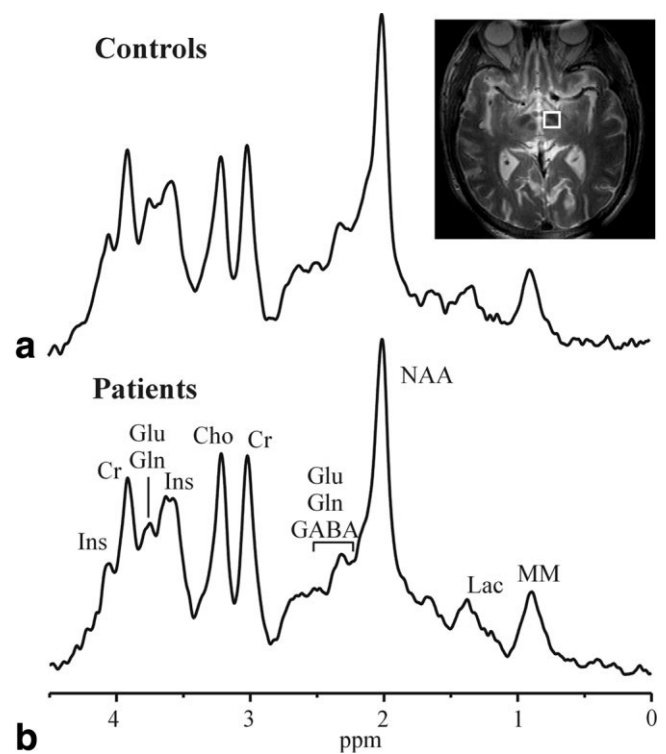 Controls
a
Patients
NAA
Glu
Gln
Cho
Cr
Cr
Ins
Ins
Glu
Gln
GABA
Lac
MM
4
3
2
1
0
ppm
b